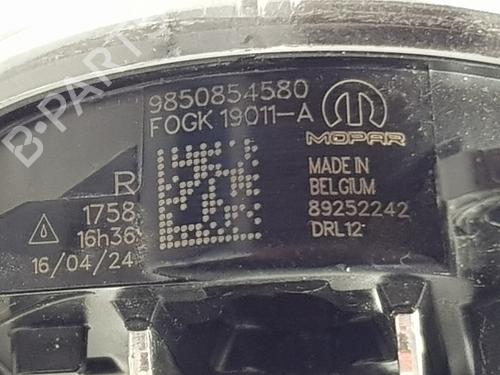 B-PARTS
9850854580
FOGK 19011-A
MOPAR
R
1758
16h36
16/04/24
MADE IN
BELGIUM
89252242
DRL12